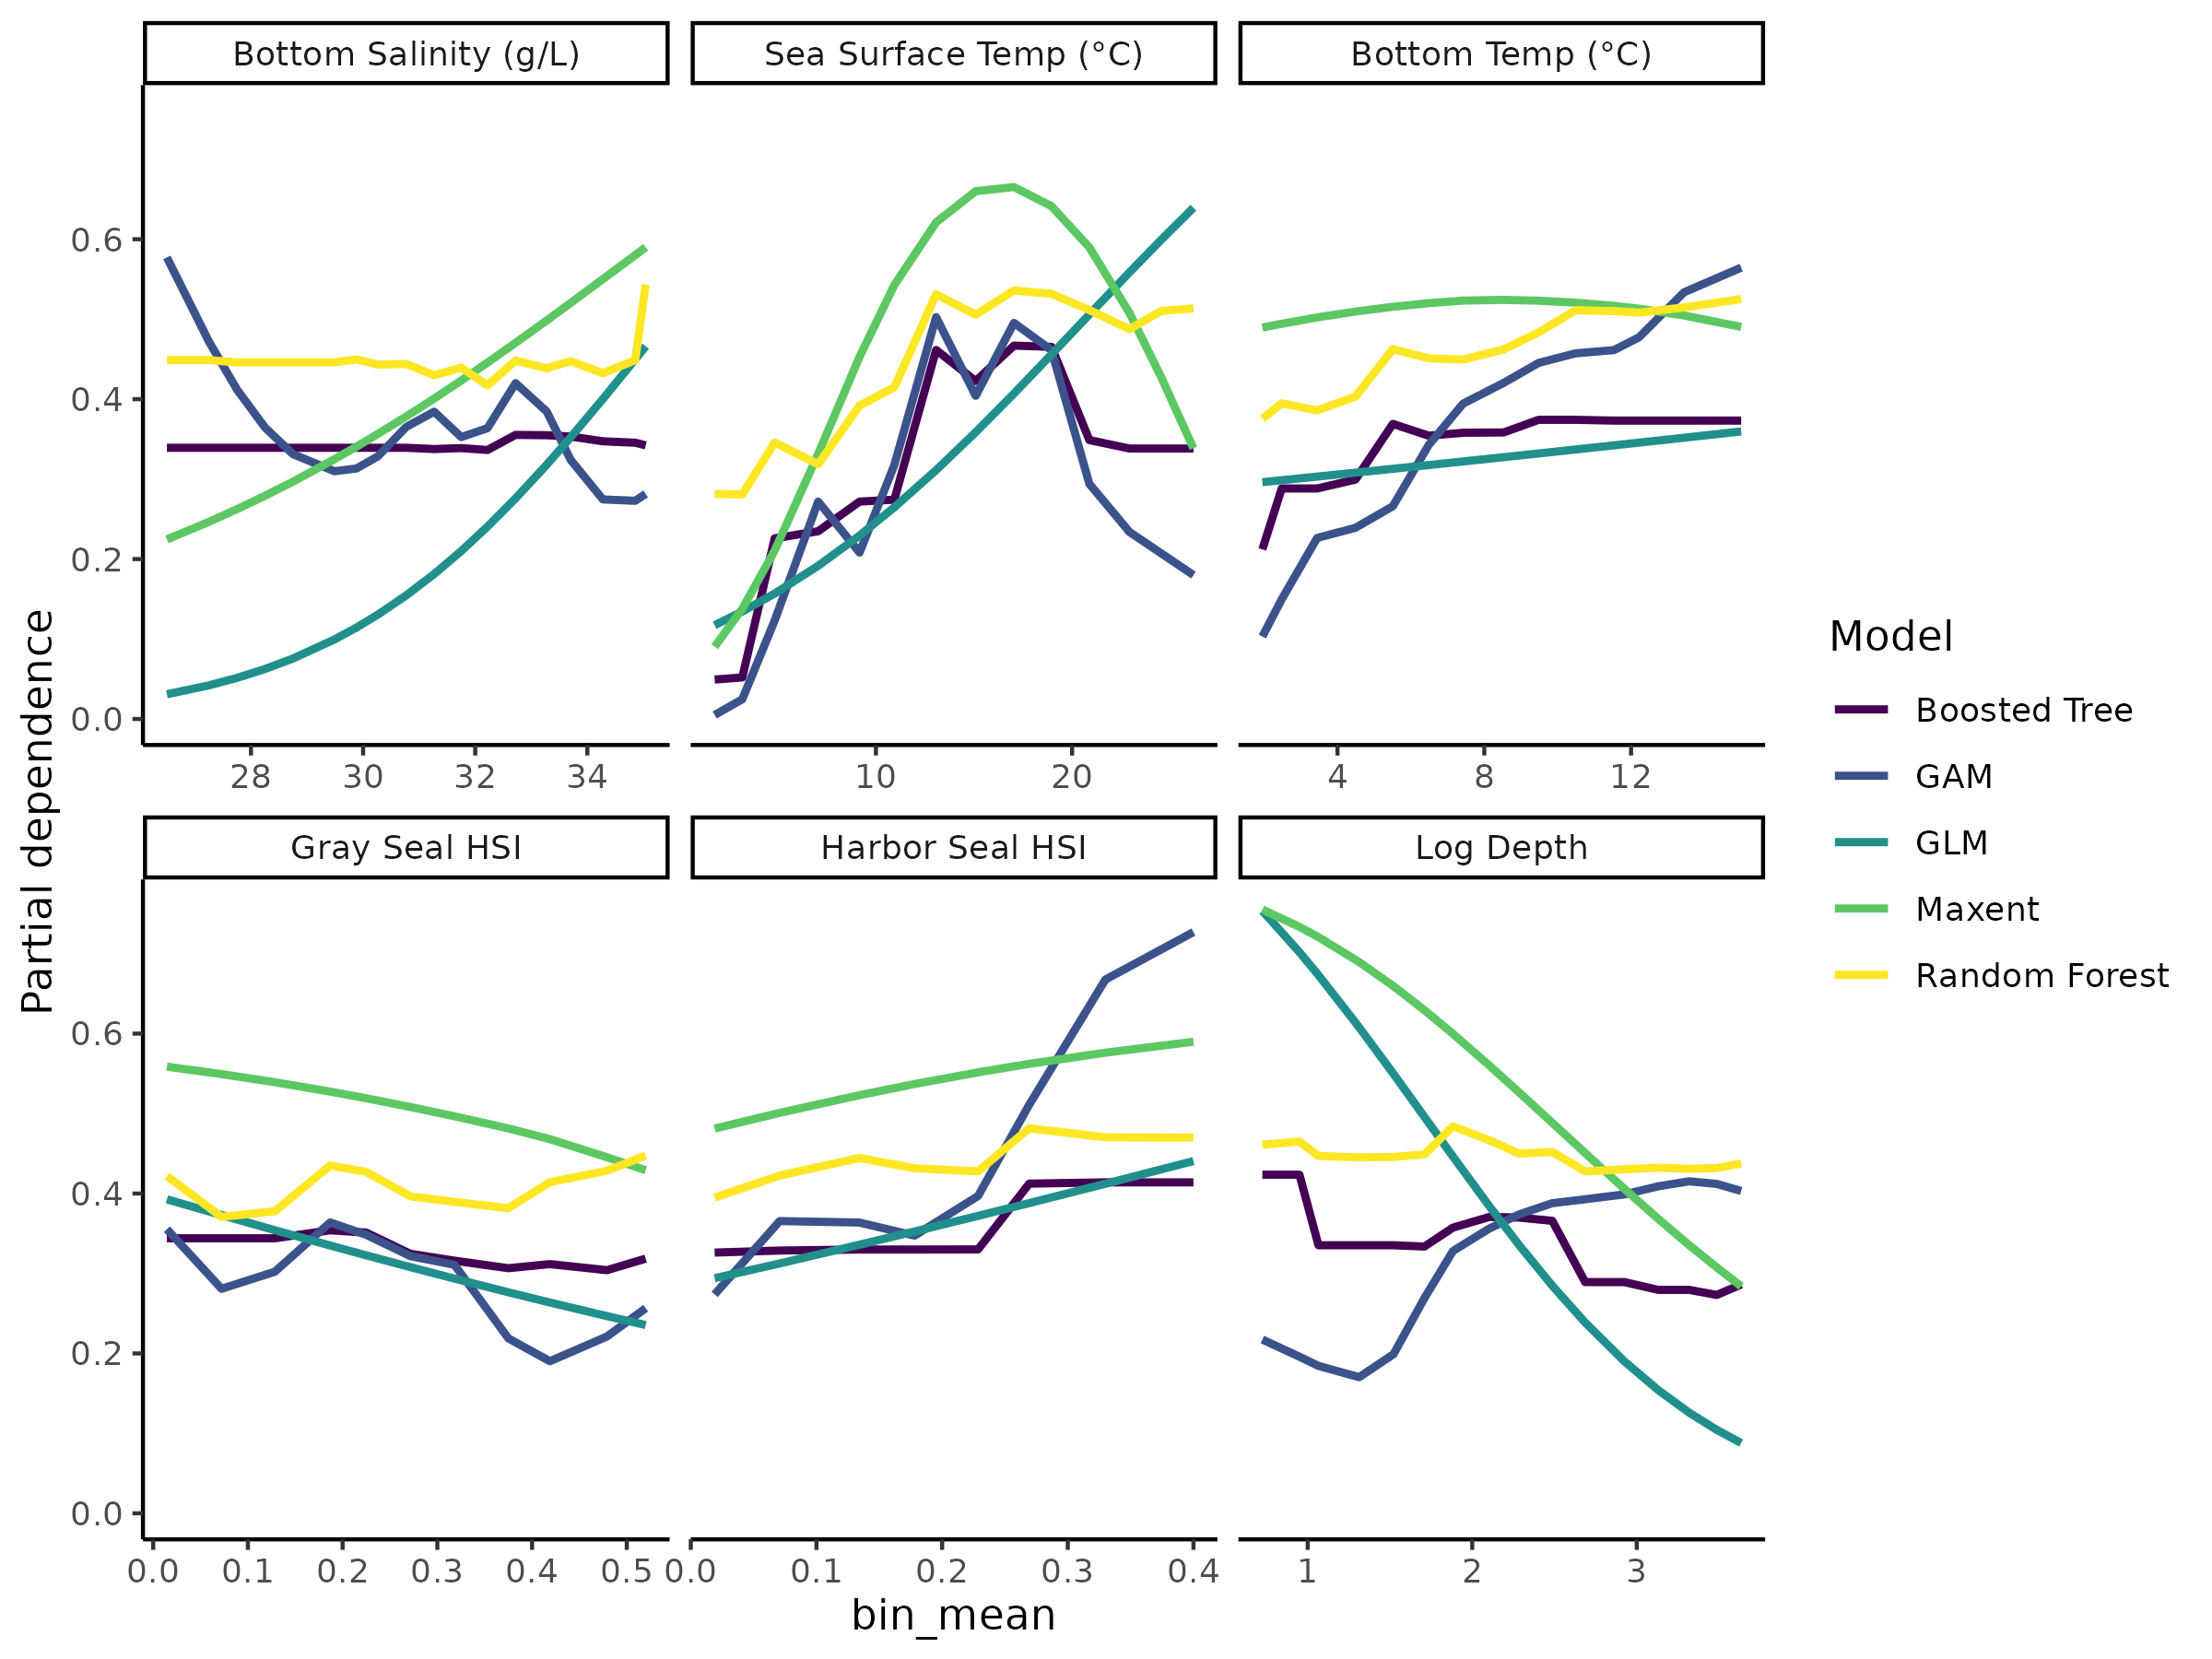 Bottom Salinity (g/L)
Sea Surface Temp (°C)
Bottom Temp (°C)
0.6
0.4
0.2
0.0
28 30 32 34
10 20
4 8 12
Gray Seal HSI
Harbor Seal HSI
Log Depth
0.6
0.4
0.2
0.0
0.0 0.1 0.2 0.3 0.4 0.5
0.0 0.1 0.2 0.3 0.4
1 2 3
bin_mean
Partial dependence
Model
Boosted Tree
GAM
GLM
Maxent
Random Forest